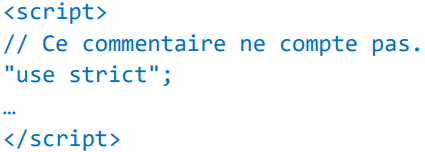 <script>
// Ce commentaire ne compte pas.
"use strict";
…
</script>